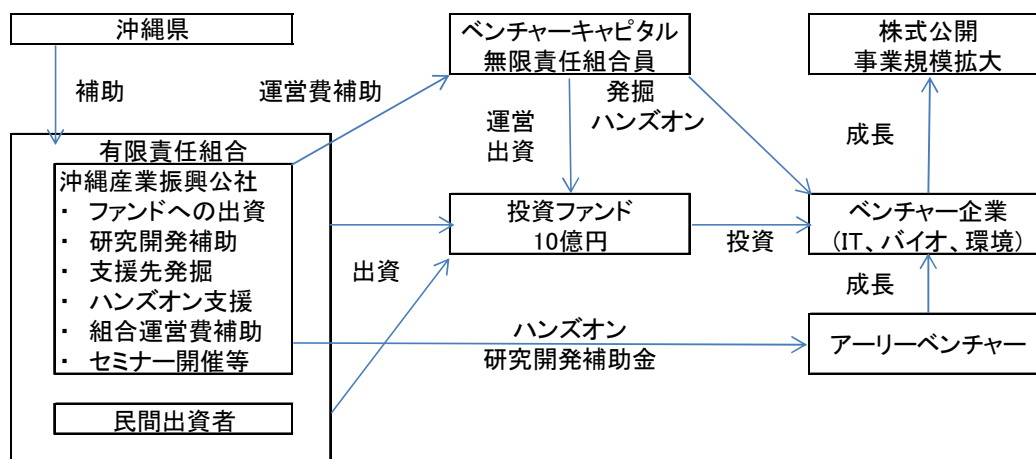 沖縄県
補助
有限責任組合
沖縄産業振興公社
・ ファンドへの出資
・ 研究開発補助
・ 支援先発掘
・ ハンズオン支援
・ 組合運営費補助
・ セミナー開催等
民間出資者
運営費補助
ベンチャーキャピタル
無限責任組合員
運営
出資
発掘
ハンズオン
投資ファンド
10億円
出資
投資
ハンズオン
研究開発補助金
株式公開
事業規模拡大
成長
ベンチャー企業
(IT、バイオ、環境)
成長
アーリーベンチャー